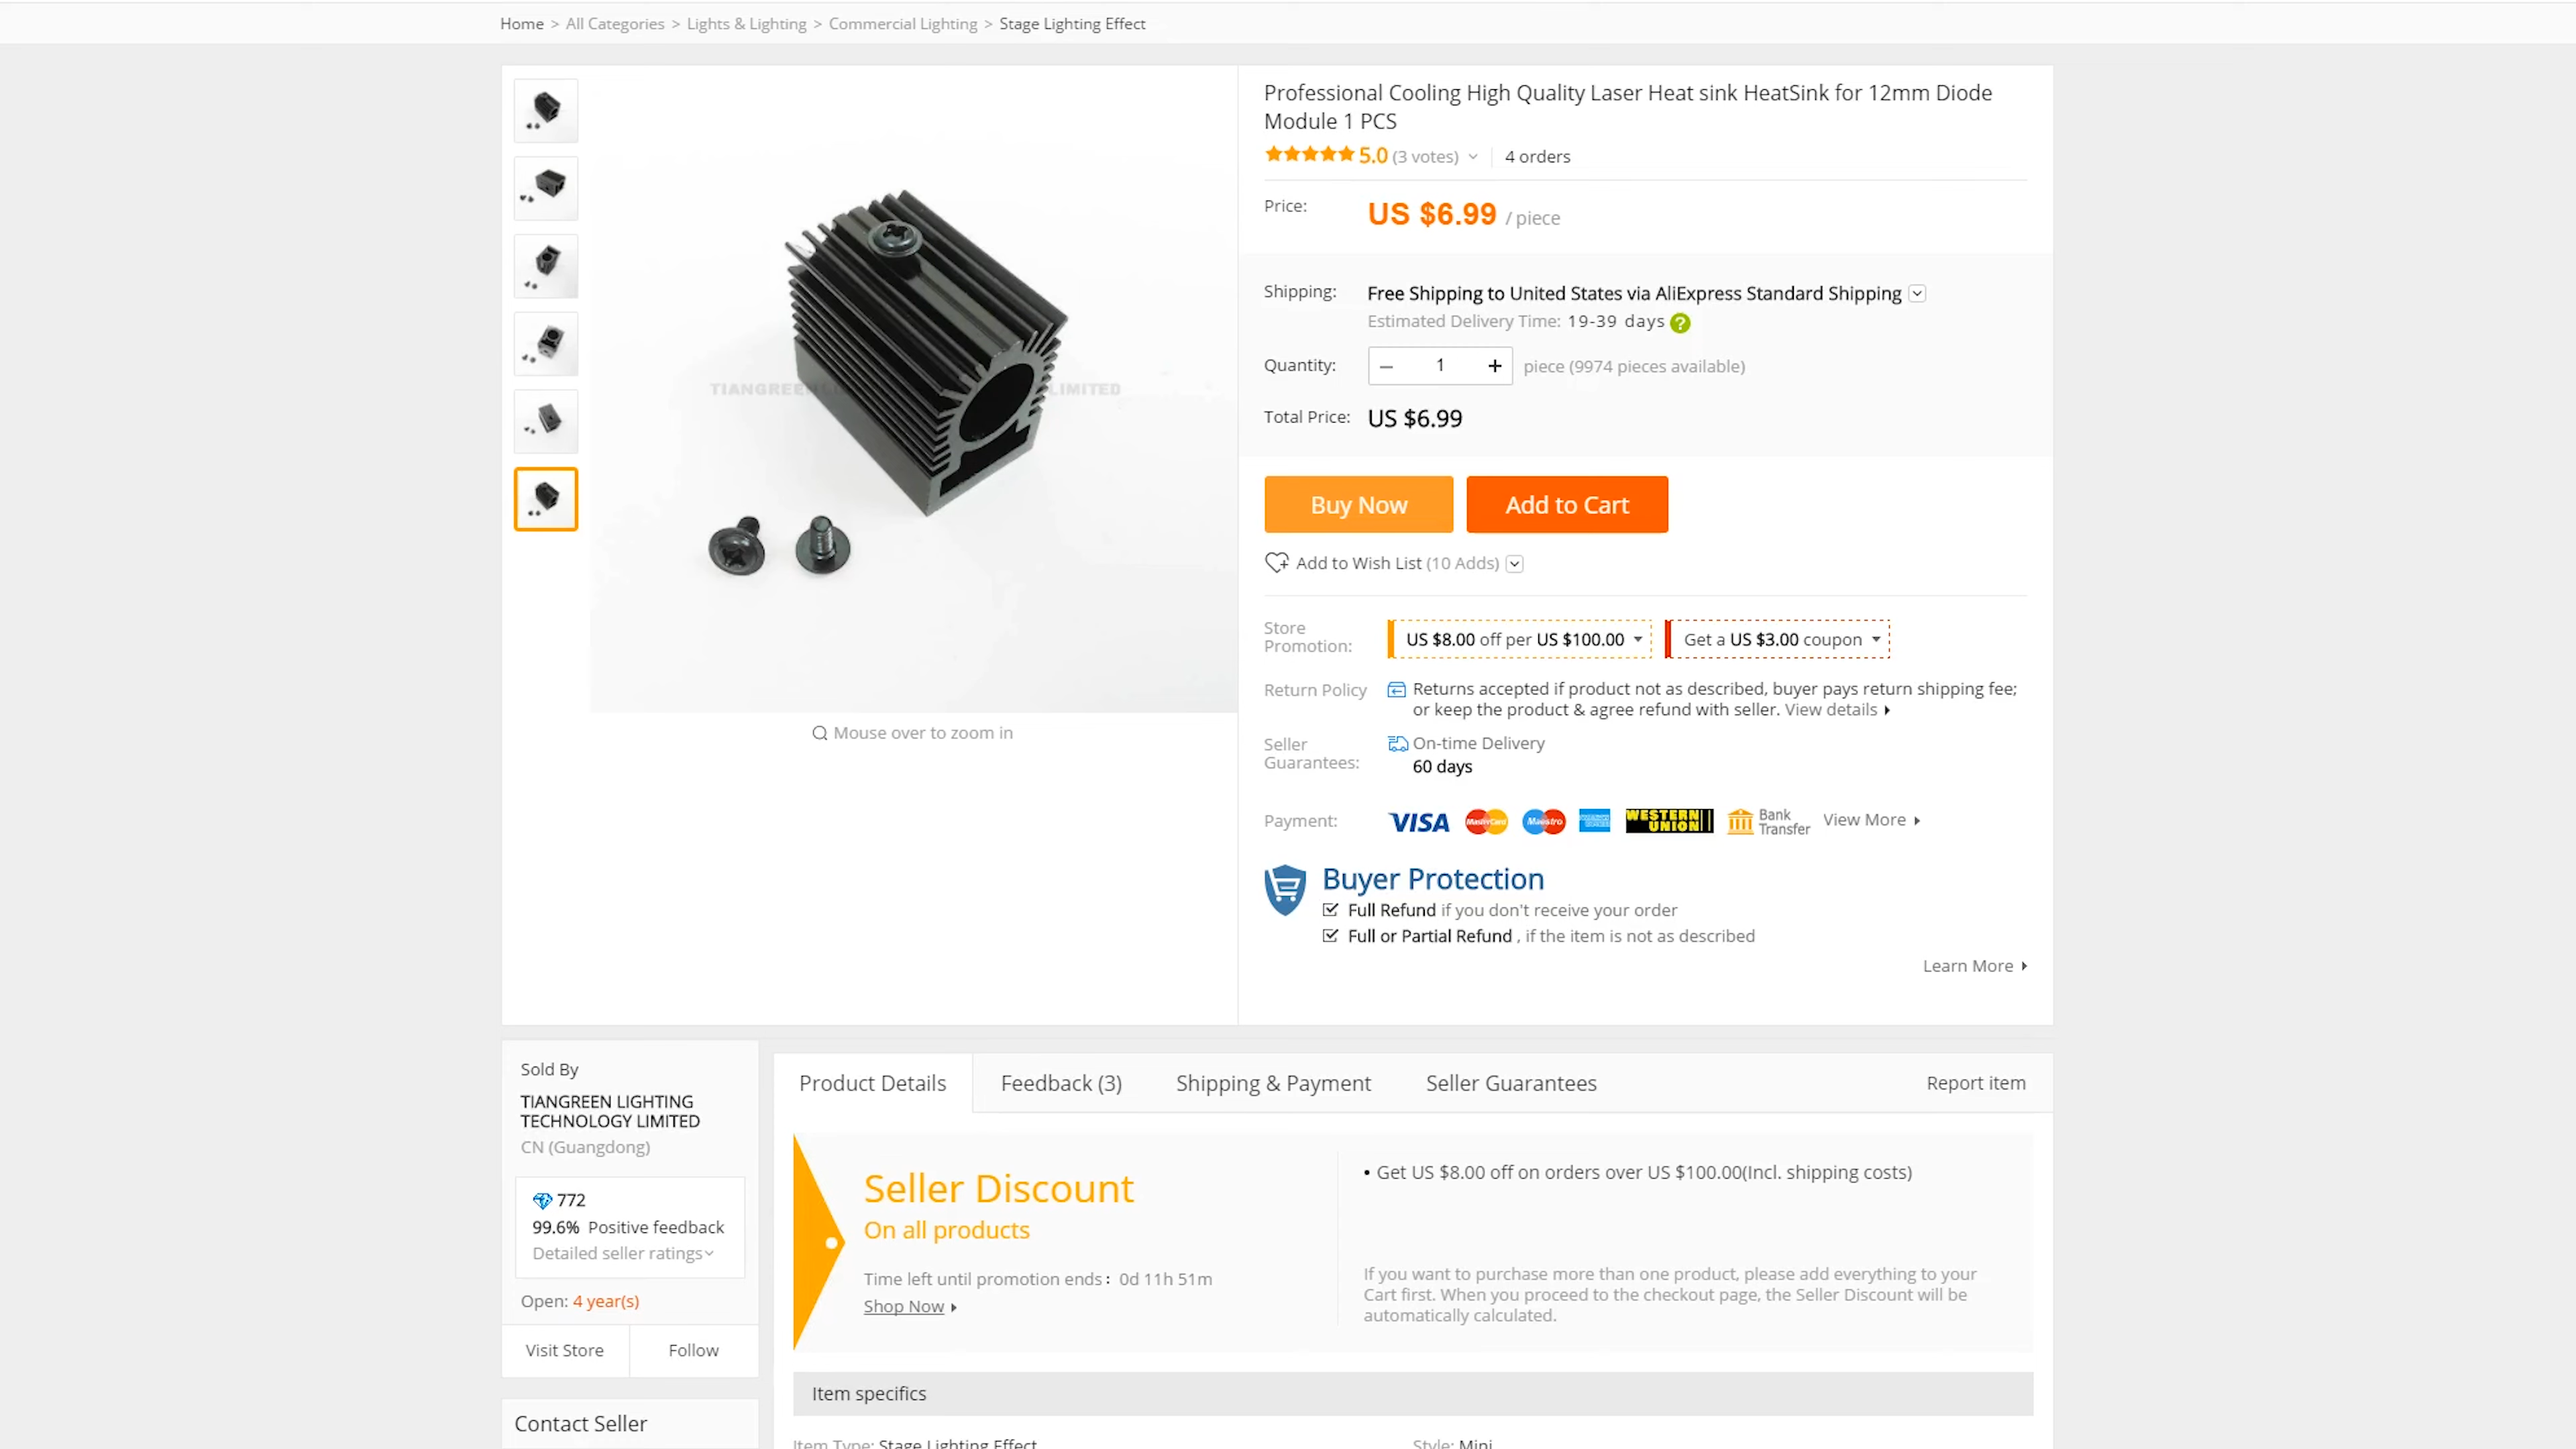 Home > All Categories > Lights & Lighting > Commercial Lighting > Stage Lighting Effect
Professional Cooling High Quality Laser Heat sink HeatSink for 12mm Diode
Module 1 PCS
5.0 (3 votes) 4 orders
Price: US $6.99 / piece
Shipping: Free Shipping to United States via AliExpress Standard Shipping
Estimated Delivery Time: 19-39 days ?
Quantity: – 1 + piece (9974 pieces available)
TIANGREEN LIMITED
Total Price: US $6.99
Buy Now Add to Cart
Add to Wish List (10 Adds)
Store
Promotion:
US $8.00 off per US $100.00 Get a US $3.00 coupon
Return Policy Returns accepted if product not as described, buyer pays return shipping fee;
or keep the product & agree refund with seller. View details
Mouse over to zoom in
Seller
Guarantees:
On-time Delivery
60 days
Payment: VISA MasterCard Maestro WESTERN UNION Bank Transfer View More
Buyer Protection
Full Refund if you don't receive your order
Full or Partial Refund , if the item is not as described
Learn More
Sold By
TIANGREEN LIGHTING
TECHNOLOGY LIMITED
CN (Guangdong)
772
99.6% Positive feedback
Detailed seller ratings
Open: 4 year(s)
Visit Store Follow
Contact Seller
Product Details Feedback (3) Shipping & Payment Seller Guarantees Report item
Seller Discount
On all products
Time left until promotion ends: 0d 11h 51m
Shop Now
• Get US $8.00 off on orders over US $100.00(Incl. shipping costs)
If you want to purchase more than one product, please add everything to your
Cart first. When you proceed to the checkout page, the Seller Discount will be
automatically calculated.
Item specifics
Item Type: Stage Lighting Effect Style: Mini